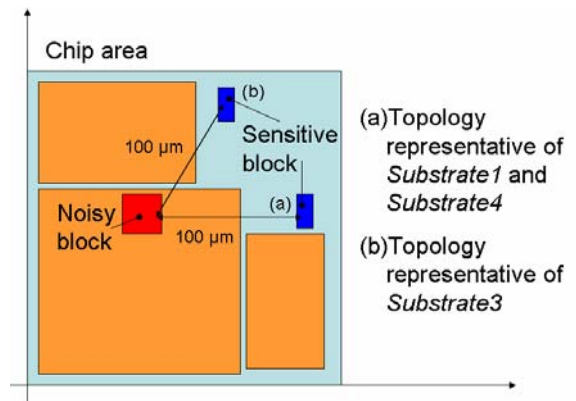 Chip area
(b)
Sensitive
block
100 μm
(a)
Noisy
block
100 μm
(a)Topology
representative of
Substrate1 and
Substrate4
(b)Topology
representative of
Substrate3